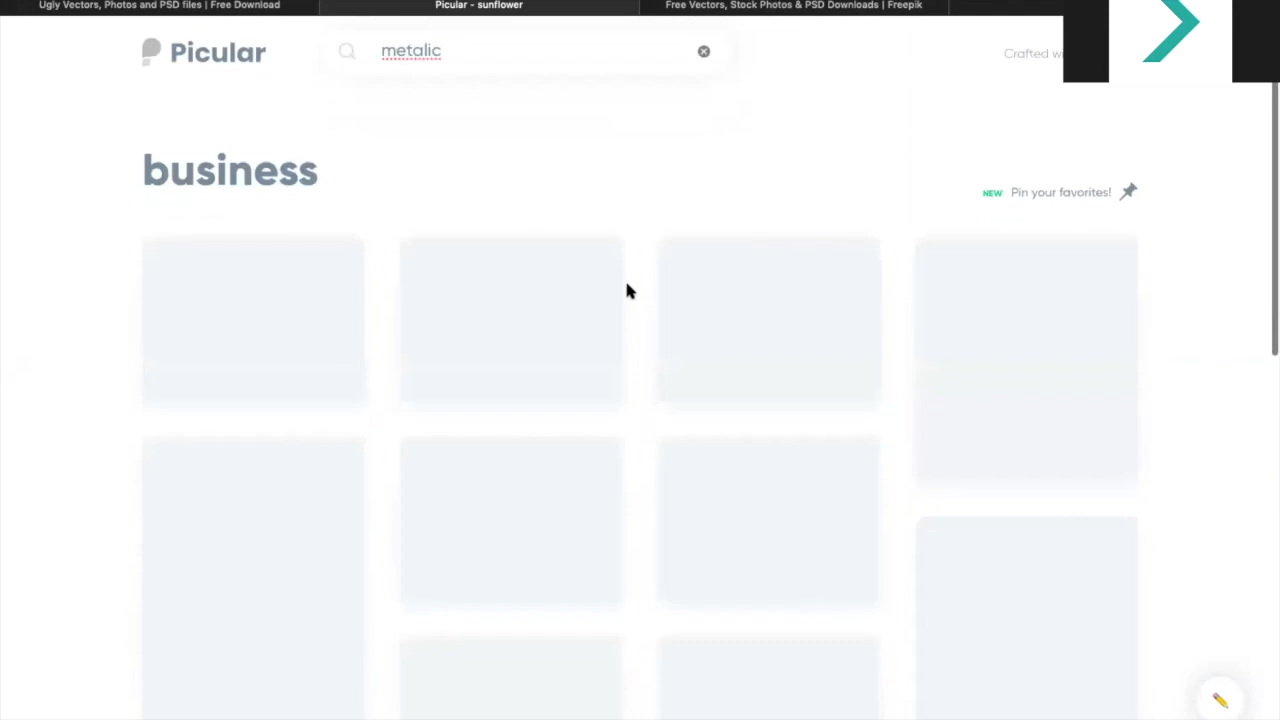 Ugly Vectors, Photos and PSD files | Free Download
Picular - sunflower
Free Vectors, Stock Photos & PSD Downloads | Freepik
Picular
metalic
Crafted
business
NEW Pin your favorites!